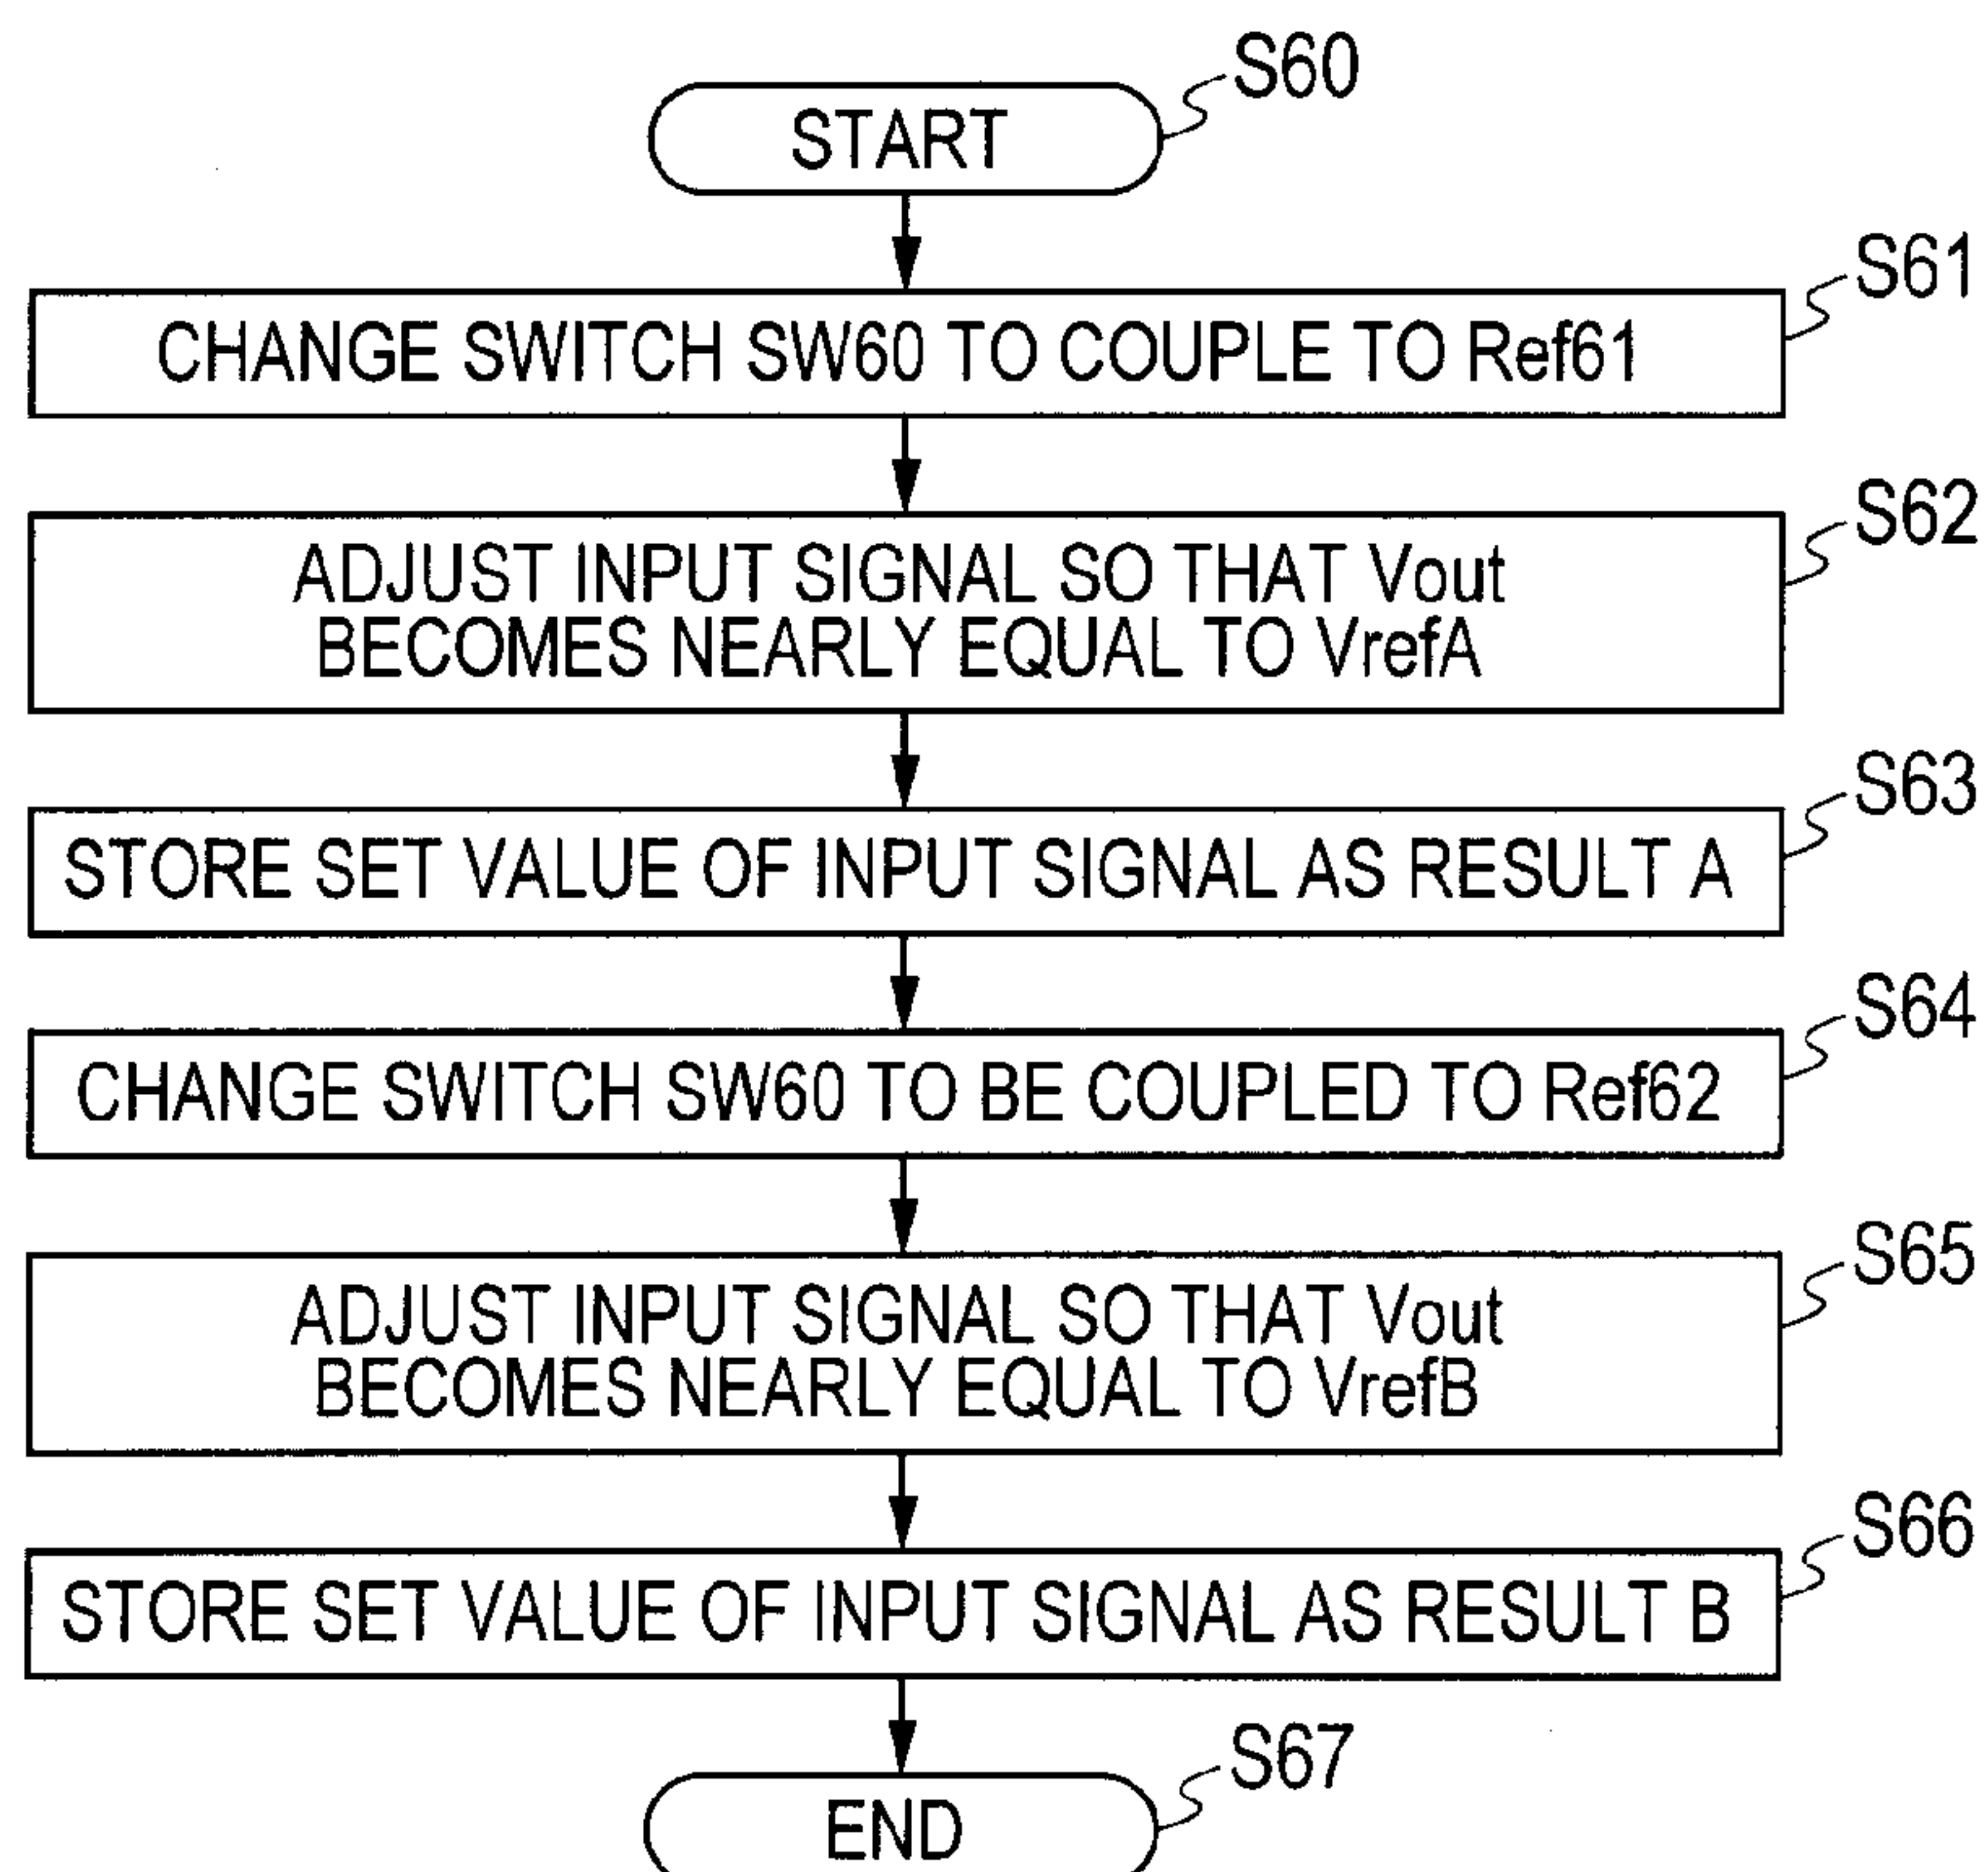 START
S60
CHANGE SWITCH SW60 TO COUPLE TO Ref61
S61
ADJUST INPUT SIGNAL SO THAT Vout
BECOMES NEARLY EQUAL TO VrefA
S62
STORE SET VALUE OF INPUT SIGNAL AS RESULT A
S63
CHANGE SWITCH SW60 TO BE COUPLED TO Ref62
S64
ADJUST INPUT SIGNAL SO THAT Vout
BECOMES NEARLY EQUAL TO VrefB
S65
STORE SET VALUE OF INPUT SIGNAL AS RESULT B
S66
END
S67